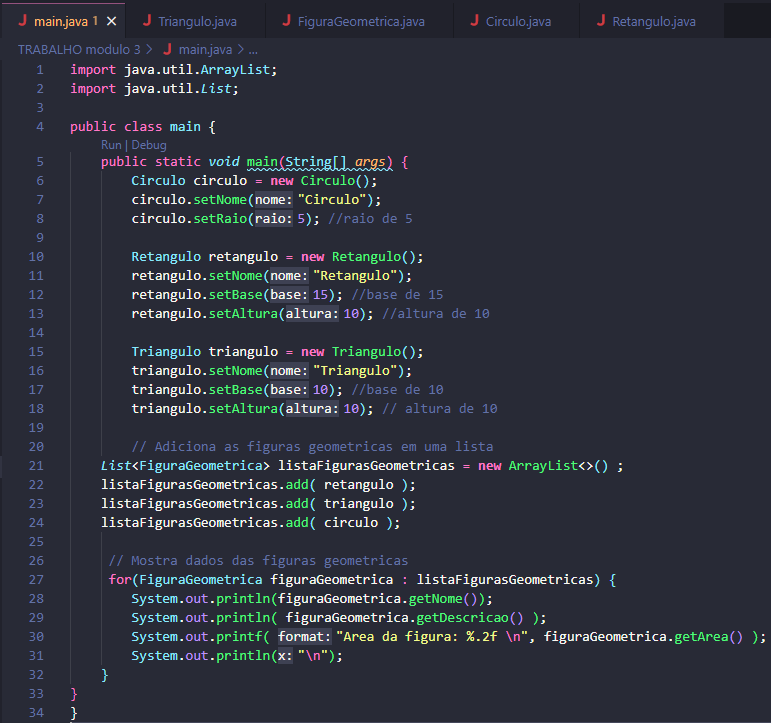 J main.java 1 × J Triangulo.java J FiguraGeometrica.java J Circulo.java J Retangulo.java
TRABALHO modulo 3 > J main.java > ...
1 import java.util.ArrayList;
2 import java.util.List;
3
4 public class main {
Run | Debug
5 public static void main(String[] args) {
6 Circulo circulo = new Circulo();
7 circulo.setNome(nome: "Circulo");
8 circulo.setRaio(raio: 5); //raio de 5
9
10 Retangulo retangulo = new Retangulo();
11 retangulo.setNome(nome: "Retangulo");
12 retangulo.setBase(base: 15); //base de 15
13 retangulo.setAltura(altura: 10); //altura de 10
14
15 Triangulo triangulo = new Triangulo();
16 triangulo.setNome(nome: "Triangulo");
17 triangulo.setBase(base: 10); //base de 10
18 triangulo.setAltura(altura: 10); // altura de 10
19
20 // Adiciona as figuras geometricas em uma lista
21 List<FiguraGeometrica> listaFigurasGeometricas = new ArrayList<>() ;
22 listaFigurasGeometricas.add( retangulo );
23 listaFigurasGeometricas.add( triangulo );
24 listaFigurasGeometricas.add( circulo );
25
26 // Mostra dados das figuras geometricas
27 for(FiguraGeometrica figuraGeometrica : listaFigurasGeometricas) {
28 System.out.println(figuraGeometrica.getNome());
29 System.out.println( figuraGeometrica.getDescricao() );
30 System.out.printf( format: "Area da figura: %.2f \n", figuraGeometrica.getArea() );
31 System.out.println(x: "\n");
32 }
33 }
34 }